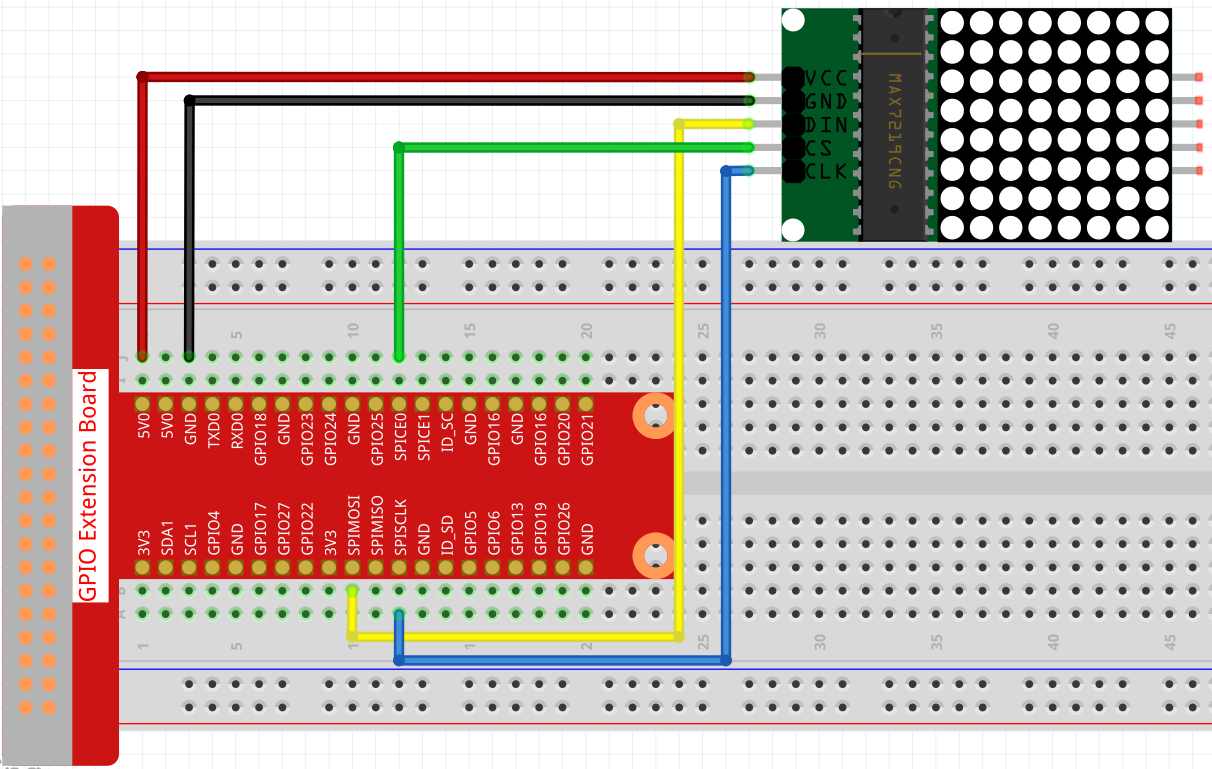 VCC
GND
DIN
CS
CLK
MAX7219CNG
5 10 15 20 25 30 35 40 45
J
I
GPIO Extension Board
5V0 5V0 GND TXD0 RXD0 GPIO18 GND GPIO23 GPIO24 GND GPIO25 SPICE0 SPICE1 ID_SC GND GPIO16 GND GPIO16 GPIO20 GPIO21
3V3 SDA1 SCL1 GPIO4 GND GPIO17 GPIO27 GPIO22 3V3 SPIMOSI SPIMISO SPISCLK GND ID_SD GPIO5 GPIO6 GPIO13 GPIO19 GPIO26 GND
B
A
1 5 1 1 2 25 30 35 40 45